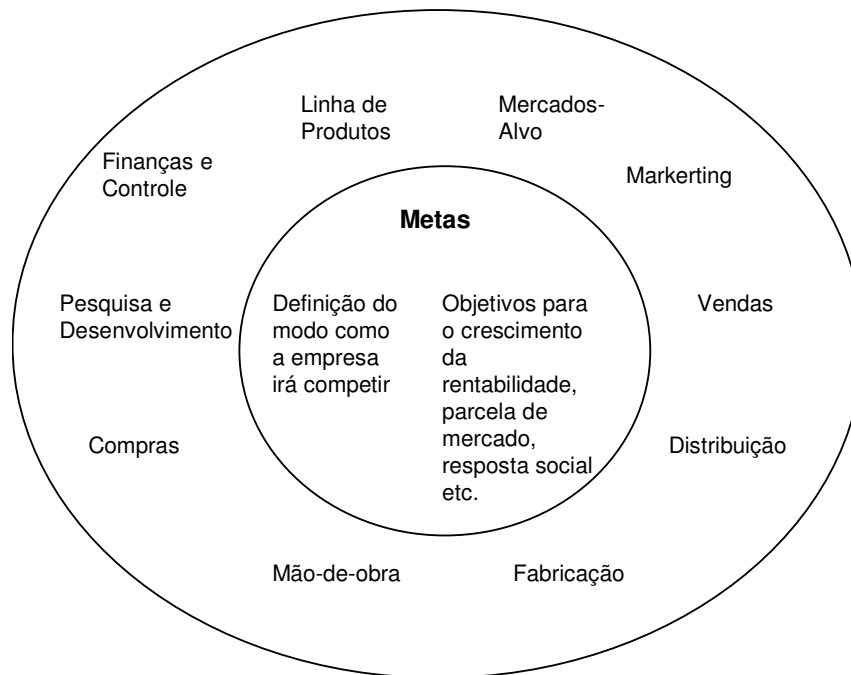 Linha de
Produtos
Mercados-
Alvo
Finanças e
Controle
Markerting
Metas
Pesquisa e
Desenvolvimento
Definição do
modo como
a empresa
irá competir
Objetivos para
o crescimento
da
rentabilidade,
parcela de
mercado,
resposta social
etc.
Vendas
Compras
Distribuição
Mão-de-obra
Fabricação